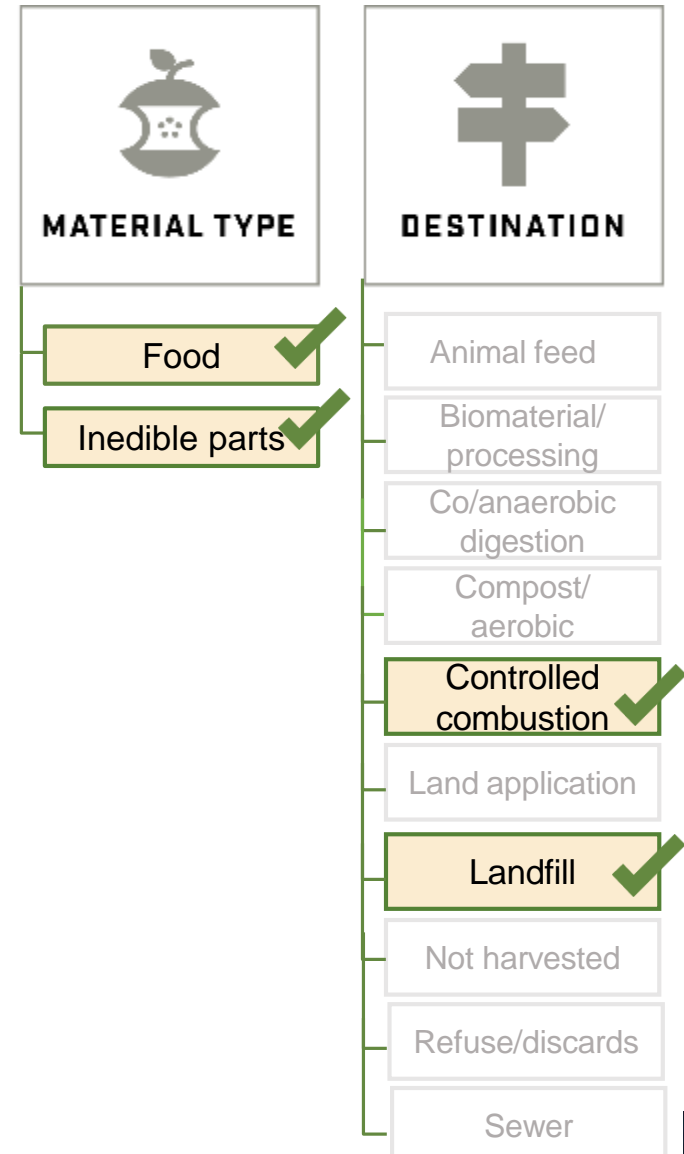 MATERIAL TYPE
Food
Inedible parts
DESTINATION
Animal feed
Biomaterial/
processing
Co/anaerobic
digestion
Compost/
aerobic
Controlled
combustion
Land application
Landfill
Not harvested
Refuse/discards
Sewer